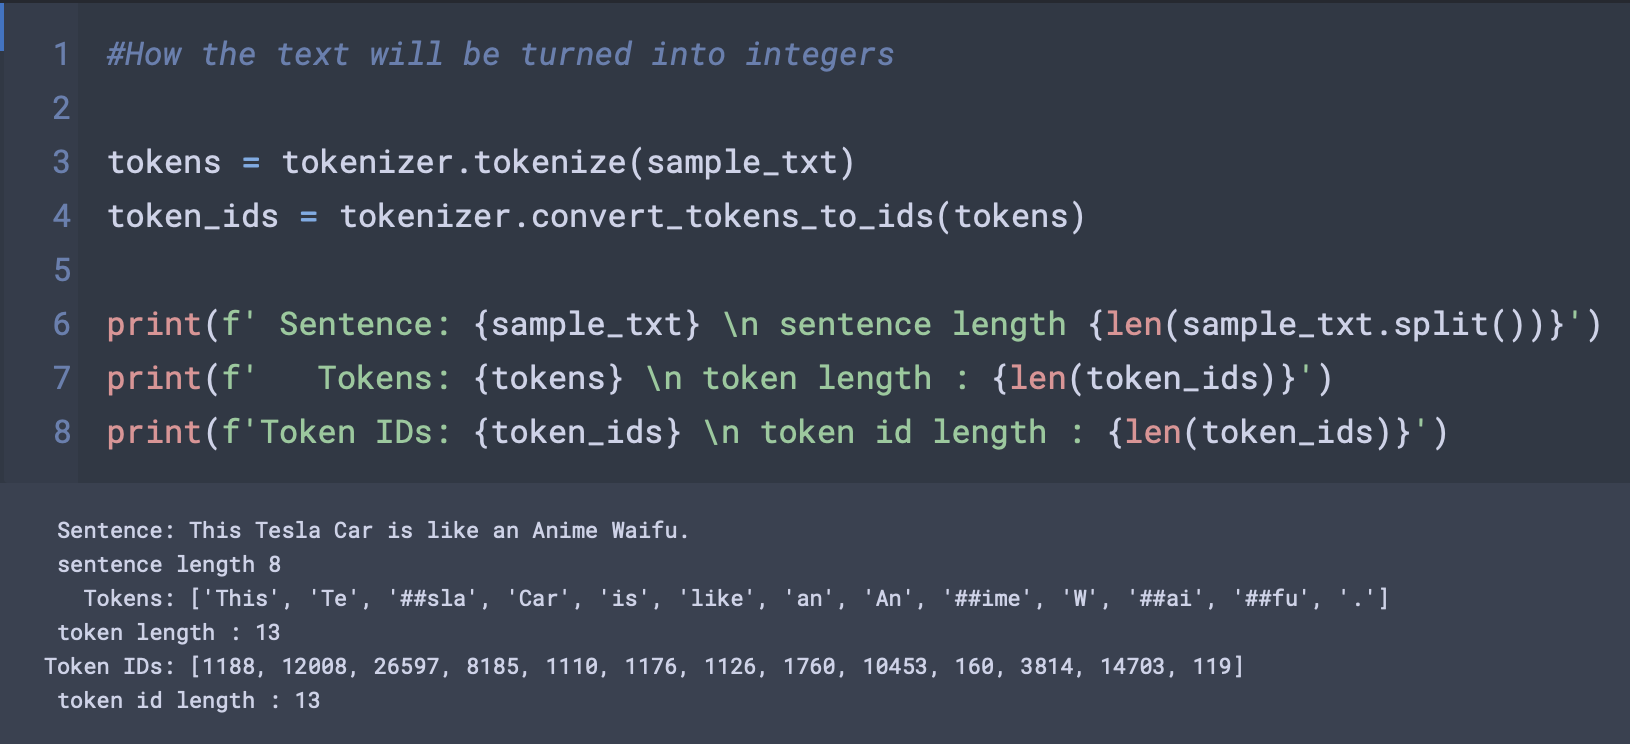 1 #How the text will be turned into integers
2
3 tokens = tokenizer.tokenize(sample_txt)
4 token_ids = tokenizer.convert_tokens_to_ids(tokens)
5
6 print(f' Sentence: {sample_txt} \n sentence length {len(sample_txt.split())}')
7 print(f'   Tokens: {tokens} \n token length : {len(token_ids)}')
8 print(f'Token IDs: {token_ids} \n token id length : {len(token_ids)}')
 Sentence: This Tesla Car is like an Anime Waifu.
 sentence length 8
   Tokens: ['This', 'Te', '##sla', 'Car', 'is', 'like', 'an', 'An', '##ime', 'W', '##ai', '##fu', '.']
 token length : 13
Token IDs: [1188, 12008, 26597, 8185, 1110, 1176, 1126, 1760, 10453, 160, 3814, 14703, 119]
 token id length : 13